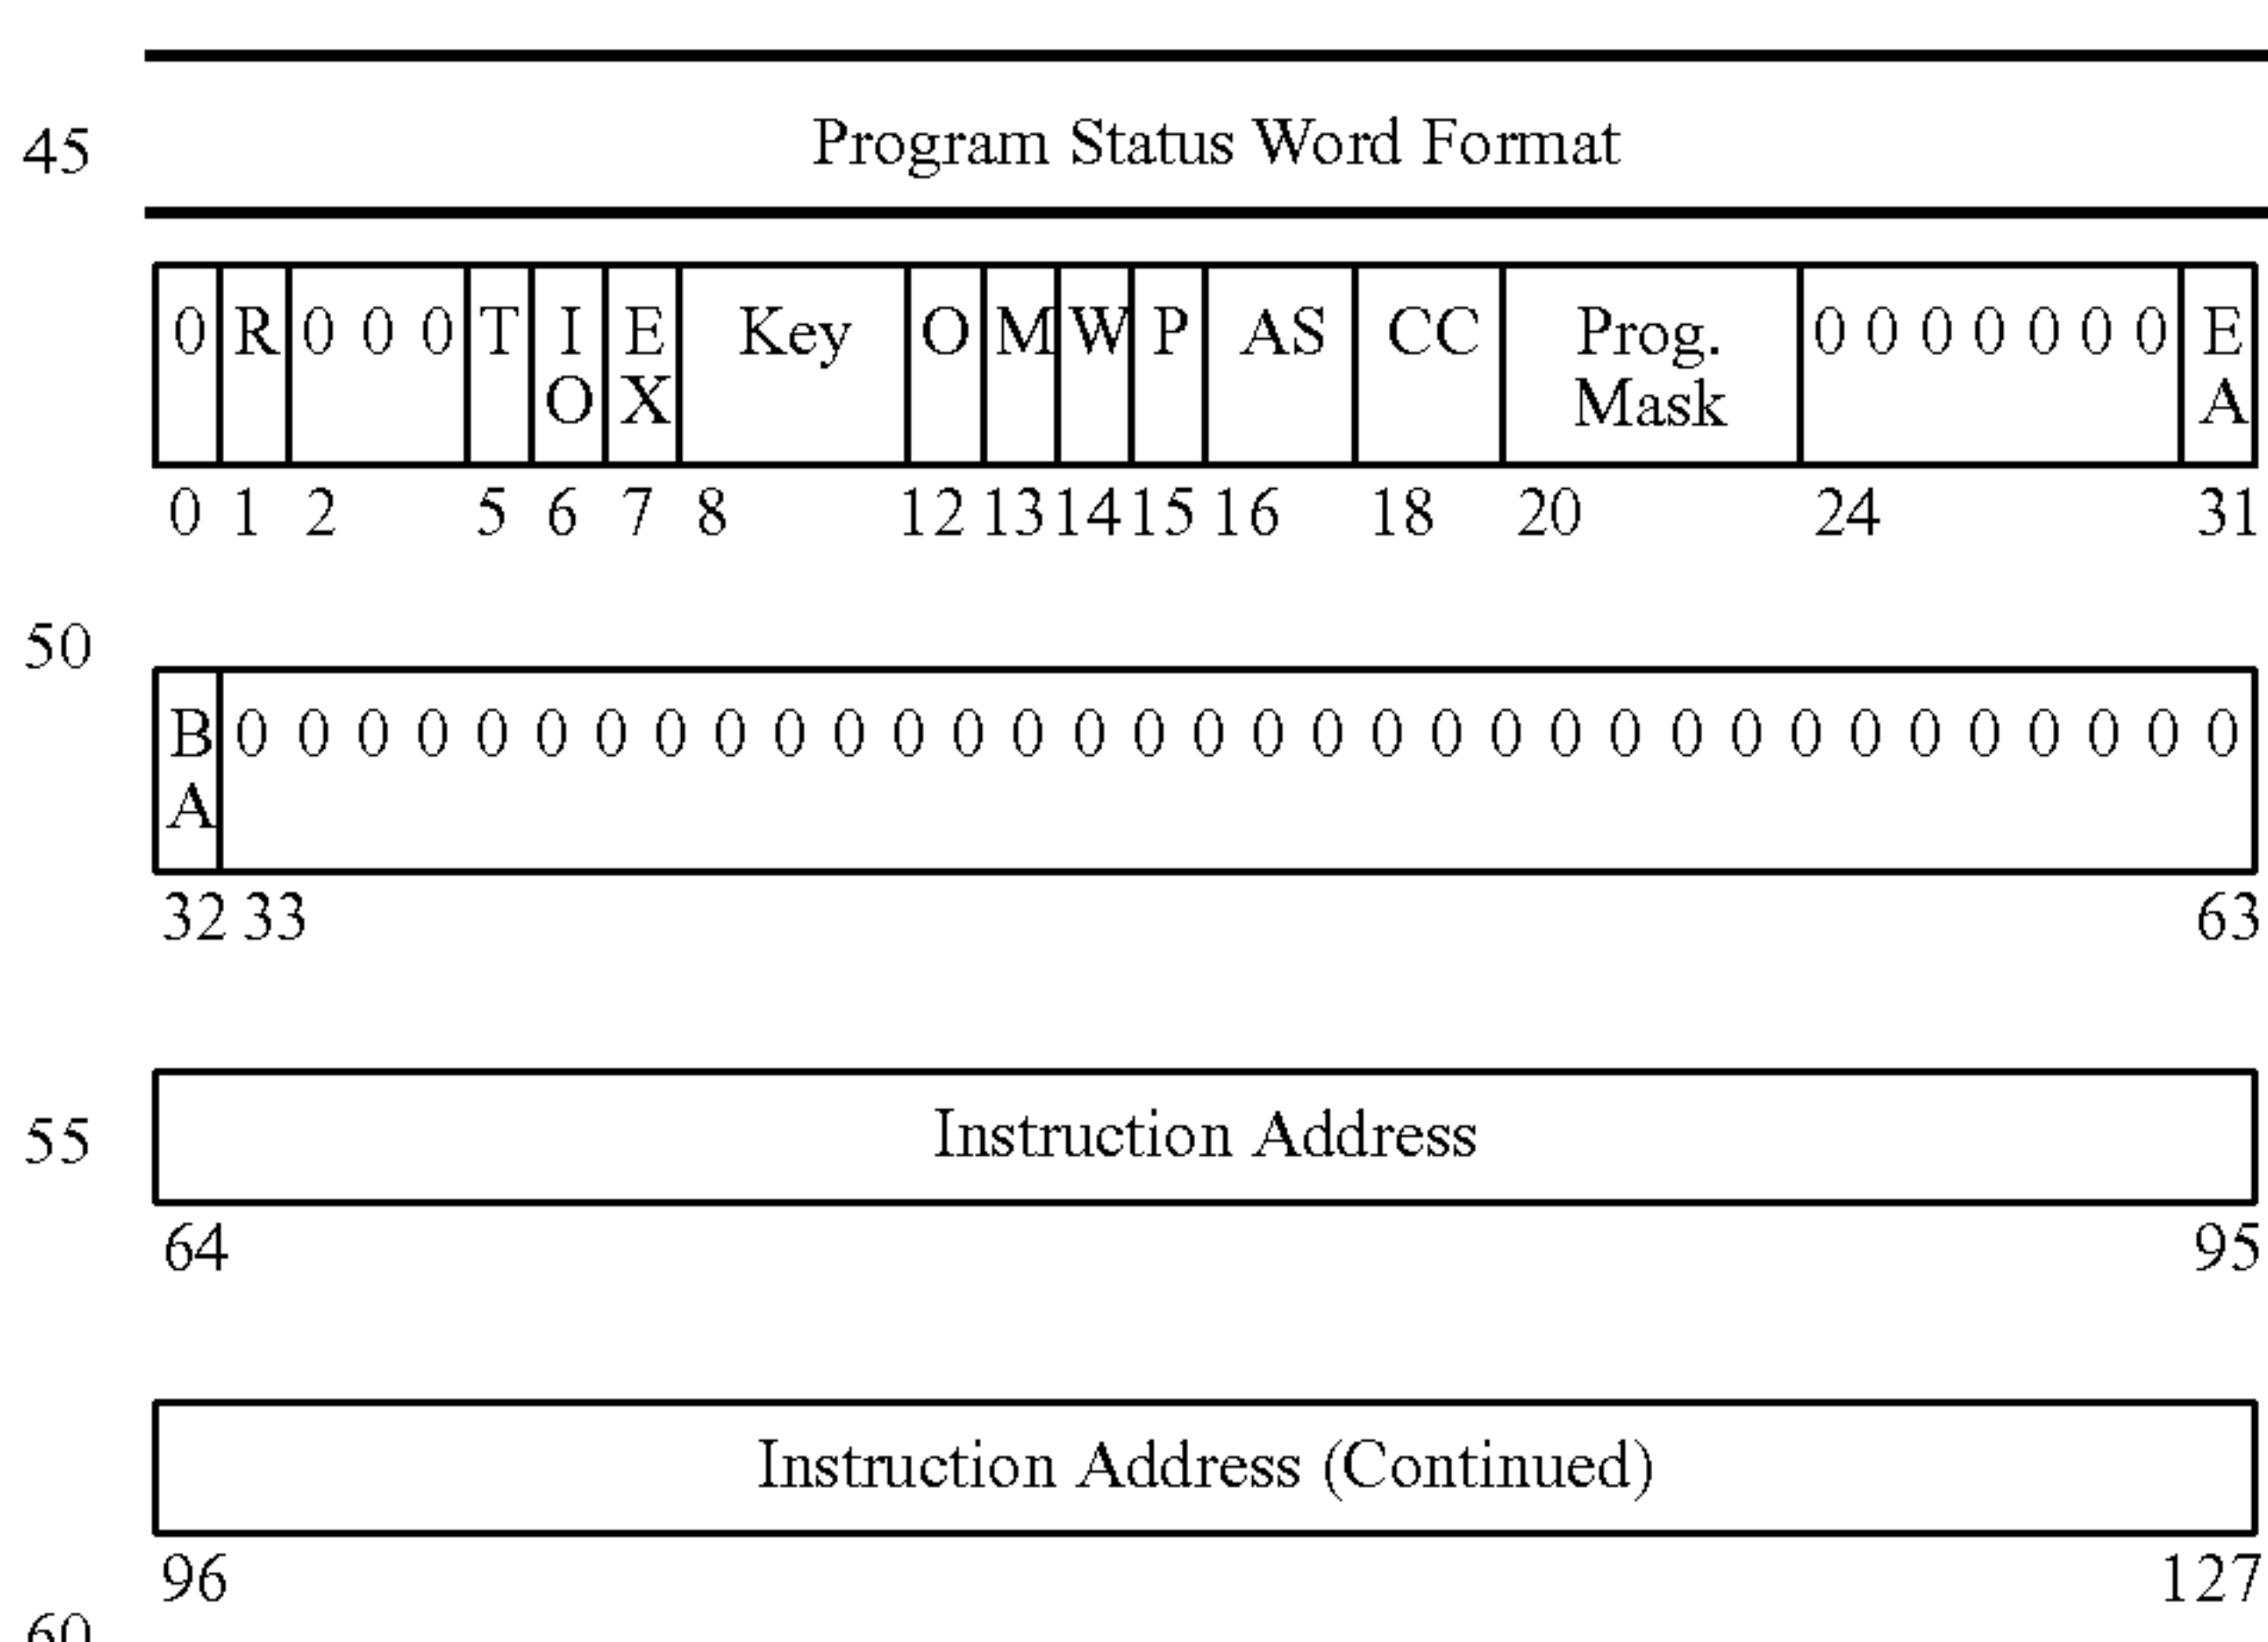 45 Program Status Word Format
0 R 0 0 0 T I E Key O M W P AS CC Prog. 0 0 0 0 0 0 0 E
O X Mask A
0 1 2 5 6 7 8 12 13 14 15 16 18 20 24 31
50
B 0 0 0 0 0 0 0 0 0 0 0 0 0 0 0 0 0 0 0 0 0 0 0 0 0 0 0 0 0 0 0 0 0 0
A
32 33 63
55 Instruction Address
64 95
Instruction Address (Continued)
96 127
60